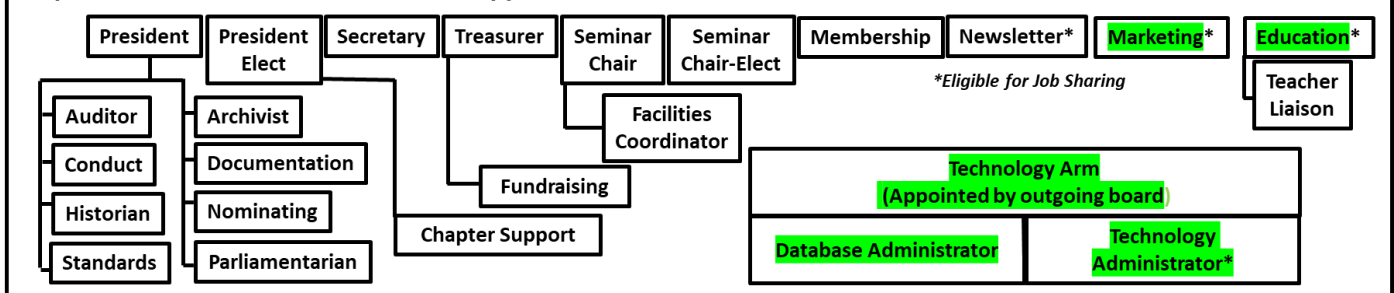 President
President
Elect
Secretary
Treasurer
Seminar
Chair
Seminar
Chair-Elect
Membership
Newsletter*
Marketing*
Education*
*Eligible for Job Sharing
Teacher
Liaison
Auditor
Archivist
Facilities
Coordinator
Conduct
Documentation
Technology Arm
(Appointed by outgoing board)
Fundraising
Historian
Nominating
Chapter Support
Database Administrator
Technology
Administrator*
Standards
Parliamentarian